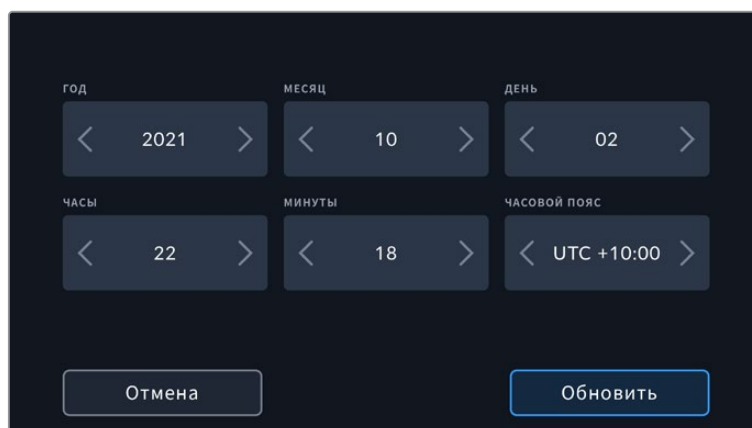 ГОД МЕСЯЦ ДЕНЬ
2021 10 02
ЧАСЫ МИНУТЫ ЧАСОВОЙ ПОЯС
22 18 UTC +10:00
Отмена Обновить